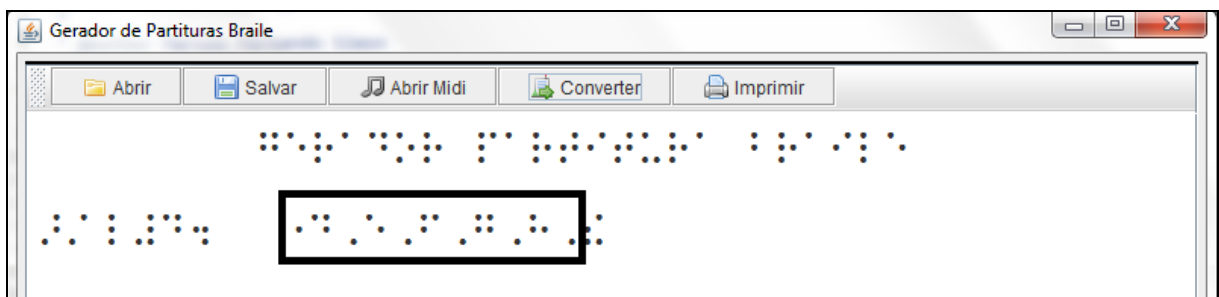 Gerador de Partituras Braile
Abrir Salvar Abrir Midi Converter Imprimir
⠛⠑⠗⠁⠙⠕⠗ ⠏⠁⠗⠞⠊⠞⠥⠗⠁ ⠃⠗⠁⠊⠇⠑